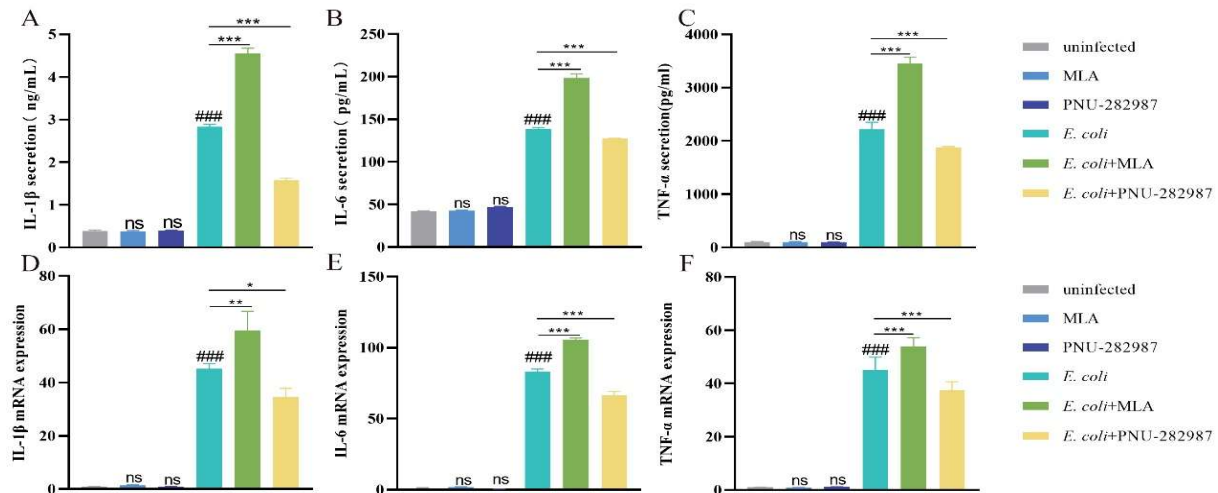 A
IL-1β secretion( ng/mL)
5
4
3
2
1
0
ns
ns
###
***
***
B
IL-6 secretion( pg/mL)
250
200
150
100
50
0
ns
ns
###
***
***
C
TNF-α secretion(pg/ml)
4000
3000
2000
1000
0
ns
ns
###
***
***
uninfected
MLA
PNU-282987
E. coli
E. coli+MLA
E. coli+PNU-282987
D
IL-1β mRNA expression
80
60
40
20
0
ns
ns
###
**
*
E
IL-6 mRNA expression
150
100
50
0
ns
ns
###
***
***
F
TNF-α mRNA expression
80
60
40
20
0
ns
ns
###
***
***
uninfected
MLA
PNU-282987
E. coli
E. coli+MLA
E. coli+PNU-282987